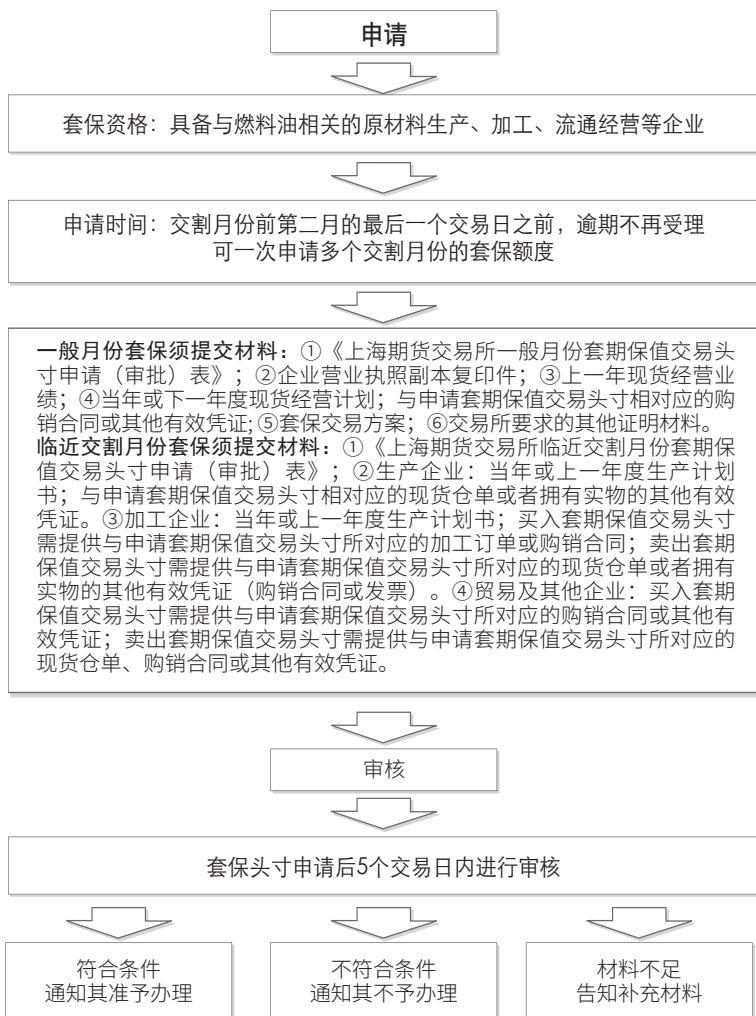 申请
套保资格：具备与燃料油相关的原材料生产、加工、流通经营等企业
申请时间：交割月份前第二月的最后一个交易日之前，逾期不再受理
可一次申请多个交割月份的套保额度
一般月份套保须提交材料：①《上海期货交易所一般月份套期保值交易头
寸申请（审批）表》；②企业营业执照副本复印件；③上一年现货经营业
绩；④当年或下一年度现货经营计划；与申请套期保值交易头寸相对应的购
销合同或其他有效凭证;⑤套保交易方案；⑥交易所要求的其他证明材料。
临近交割月份套保须提交材料：①《上海期货交易所临近交割月份套期保
值交易头寸申请（审批）表》；②生产企业：当年或上一年度生产计划
书；与申请套期保值交易头寸相对应的现货仓单或者拥有实物的其他有效
凭证。③加工企业：当年或上一年度生产计划书；买入套期保值交易头寸
需提供与申请套期保值交易头寸所对应的加工订单或购销合同；卖出套期
保值交易头寸需提供与申请套期保值交易头寸所对应的现货仓单或者拥有
实物的其他有效凭证（购销合同或发票）。④贸易及其他企业：买入套期
保值交易头寸需提供与申请套期保值交易头寸所对应的购销合同或其他有
效凭证；卖出套期保值交易头寸需提供与申请套期保值交易头寸所对应的
现货仓单、购销合同或其他有效凭证。
审核
套保头寸申请后5个交易日内进行审核
符合条件
通知其准予办理
不符合条件
通知其不予办理
材料不足
告知补充材料